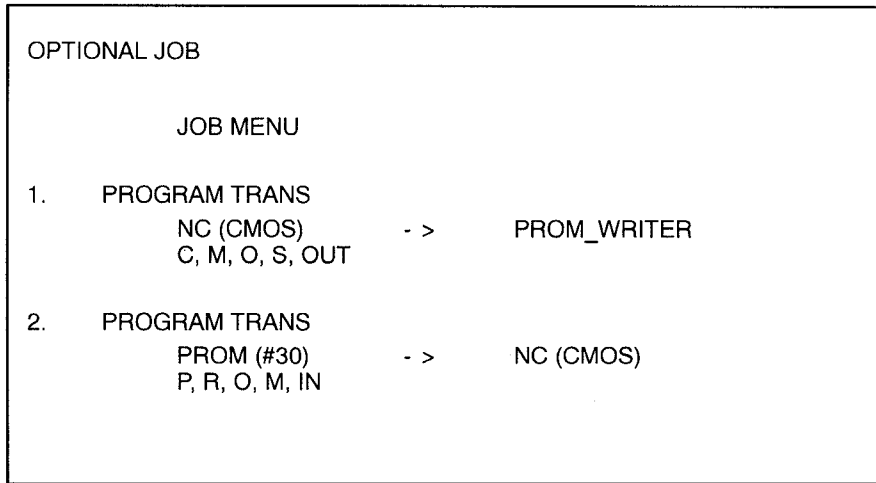 OPTIONAL JOB
JOB MENU
1. PROGRAM TRANS
NC (CMOS) - > PROM_WRITER
C, M, O, S, OUT
2. PROGRAM TRANS
PROM (#30) - > NC (CMOS)
P, R, O, M, IN